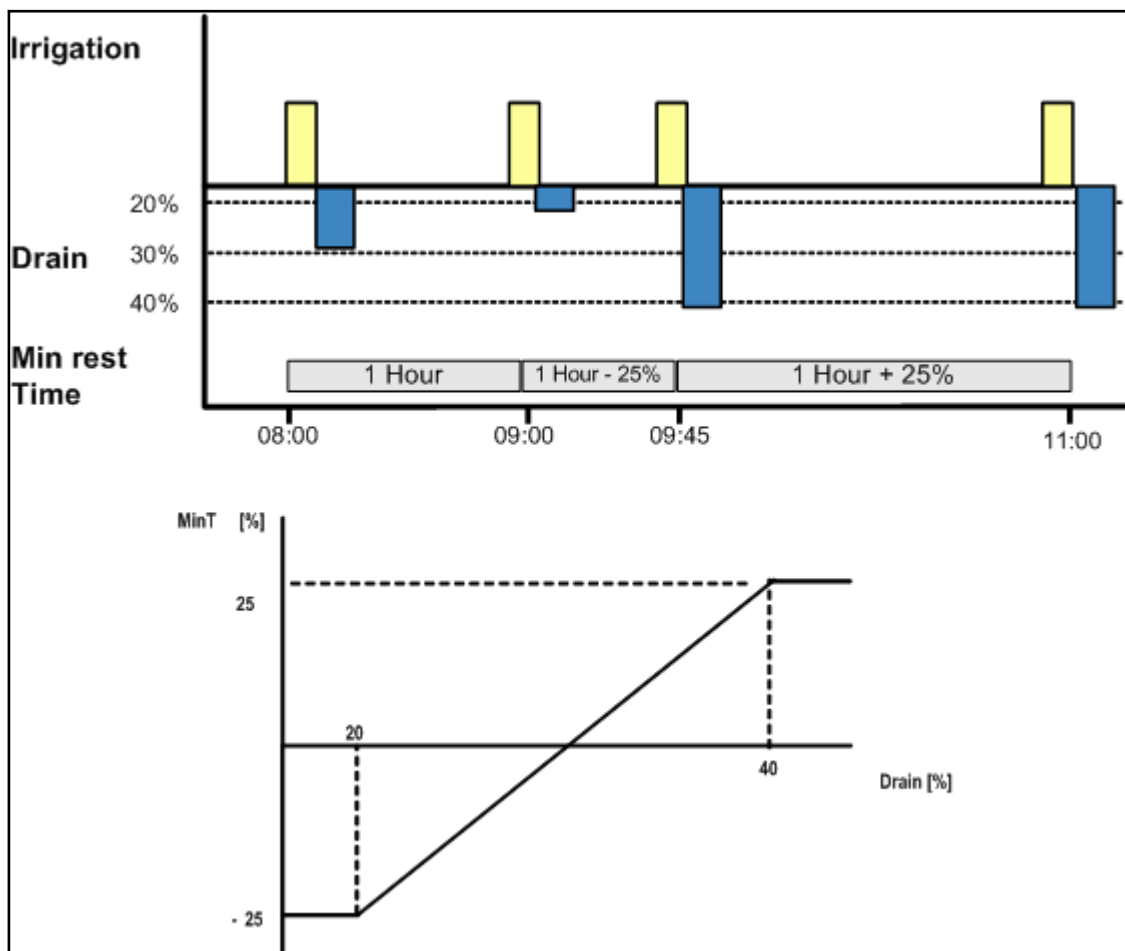 Irrigation
20%
Drain
30%
40%
Min rest
Time
1 Hour
1 Hour - 25%
1 Hour + 25%
08:00
09:00
09:45
11:00
MinT [%]
25
20
40
Drain [%]
- 25